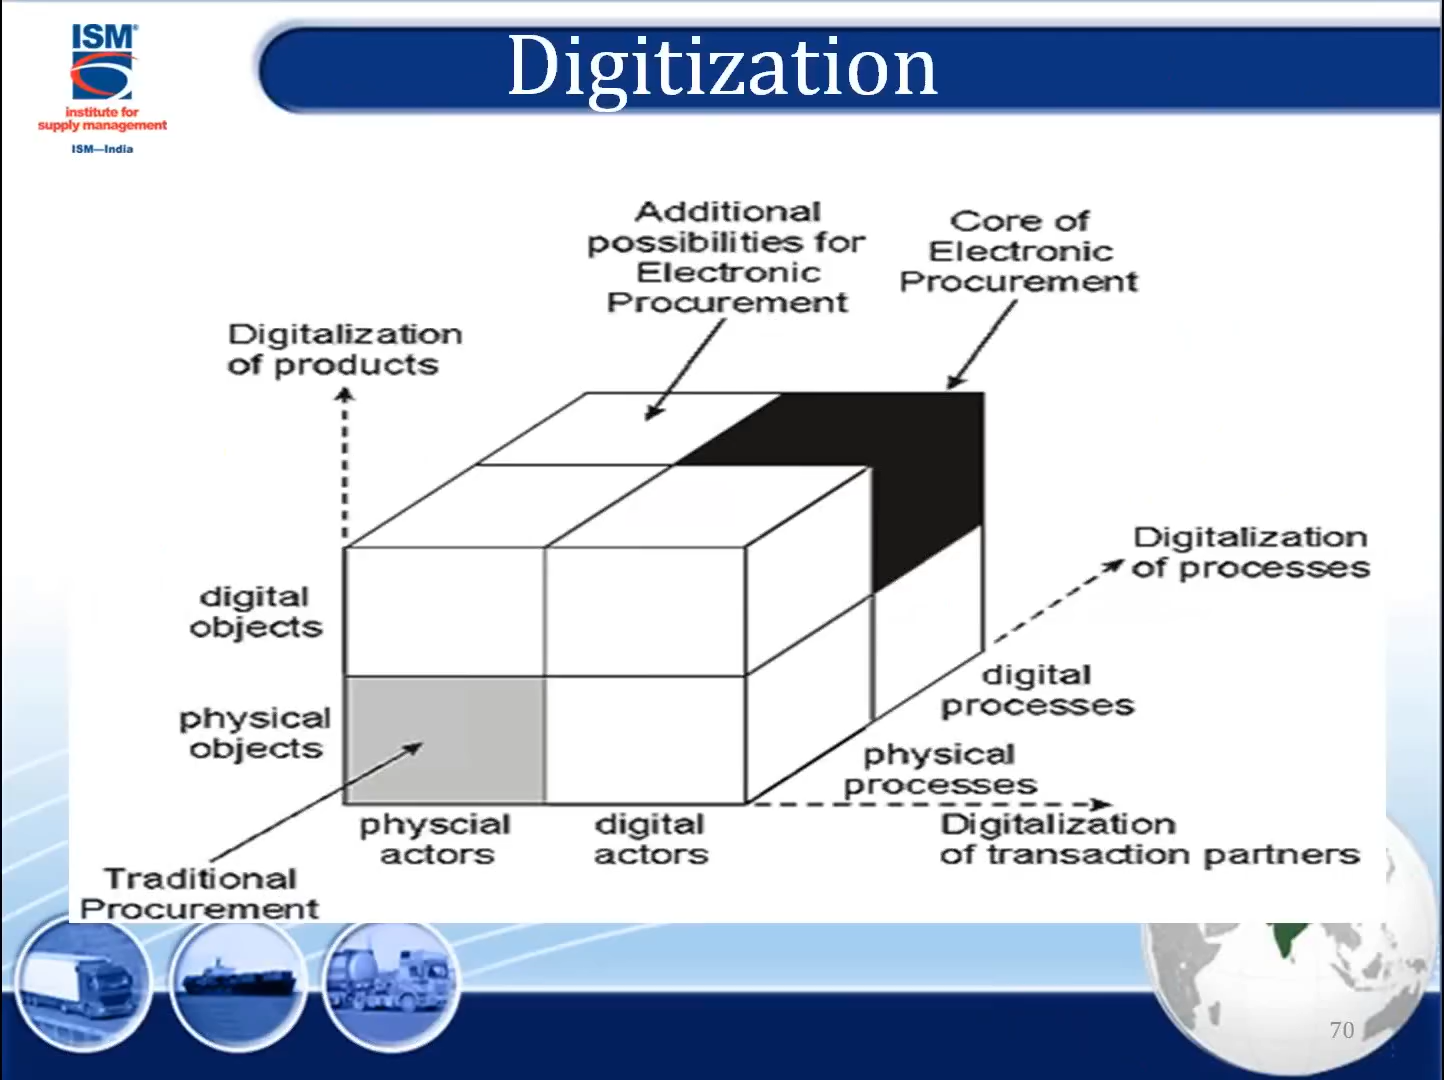 ISM®
institute for
supply management
ISM—India
Digitization
Additional
possibilities for
Electronic
Procurement
Core of
Electronic
Procurement
Digitalization
of products
Digitalization
of processes
digital
objects
physical
objects
digital
processes
physical
processes
physcial
actors
digital
actors
Digitalization
of transaction partners
Traditional
Procurement
70